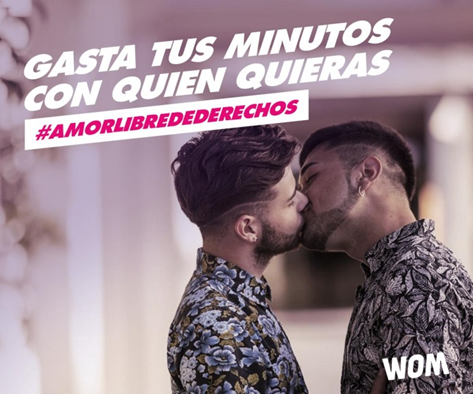 GASTA TUS MINUTOS
CON QUIEN QUIERAS
#AMORLIBREDEDERECHOS
WOM